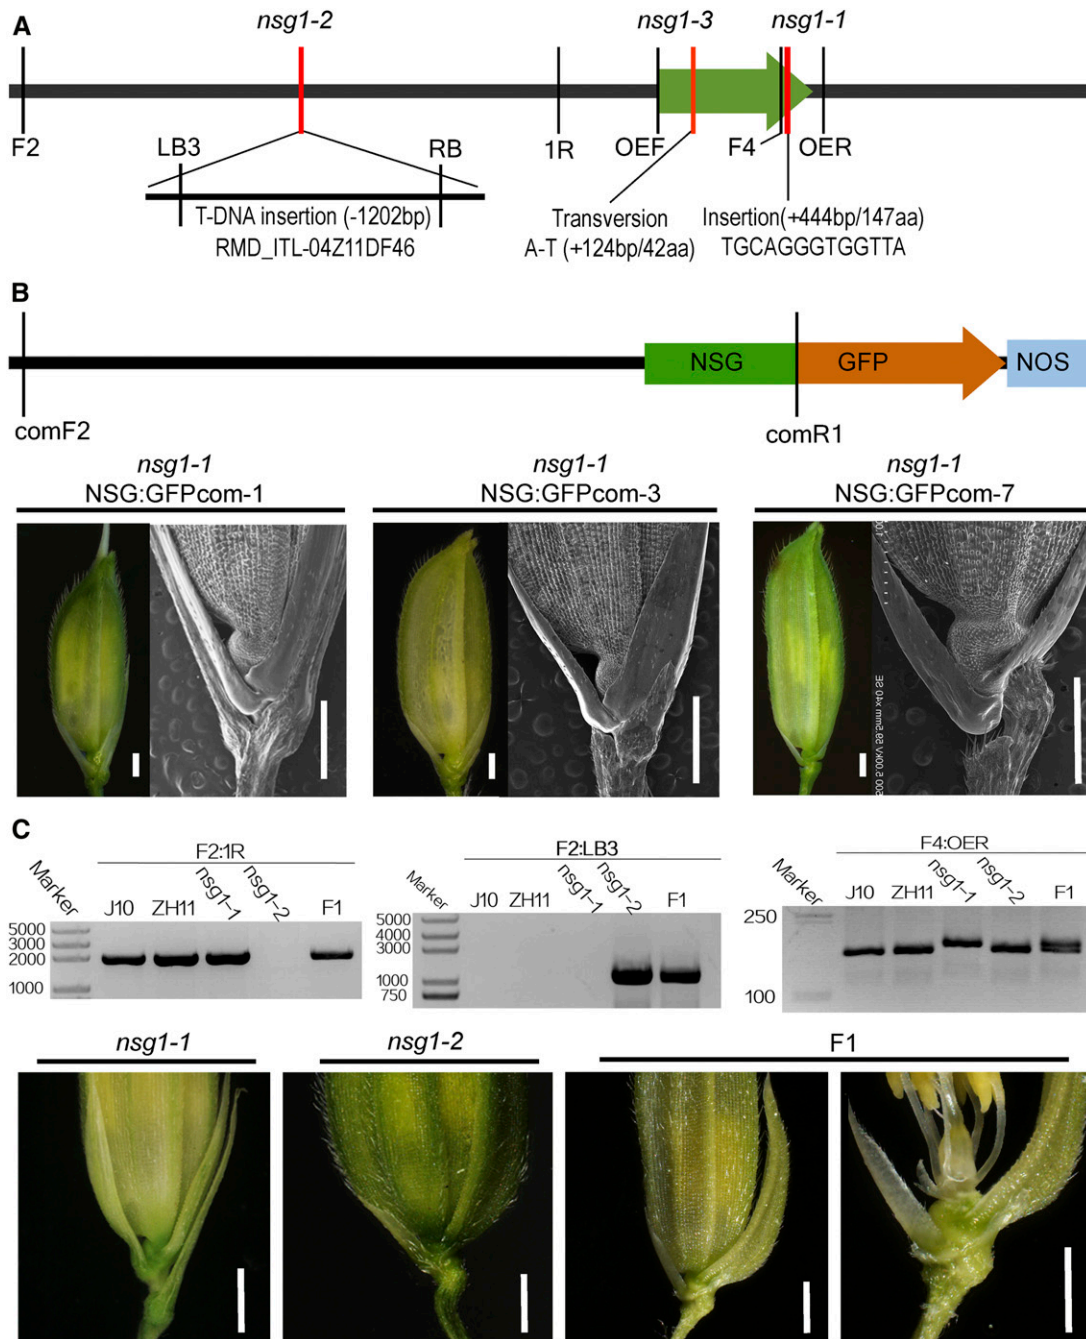 A
nsg1-2
nsg1-3
nsg1-1
F2
LB3
RB
1R
OEF
F4
OER
T-DNA insertion (-1202bp)
RMD_ITL-04Z11DF46
Transversion
A-T (+124bp/42aa)
Insertion(+444bp/147aa)
TGCAGGGTGGTTA
B
NSG
GFP
NOS
comF2
comR1
nsg1-1
NSG:GFPcom-1
nsg1-1
NSG:GFPcom-3
nsg1-1
NSG:GFPcom-7
C
F2:1R
Marker
J10
ZH11
nsg1-1
nsg1-2
F1
5000
3000
2000
1000
F2:LB3
Marker
J10
ZH11
nsg1-1
nsg1-2
F1
5000
4000
3000
1000
750
F4:OER
Marker
J10
ZH11
nsg1-1
nsg1-2
F1
250
100
nsg1-1
nsg1-2
F1